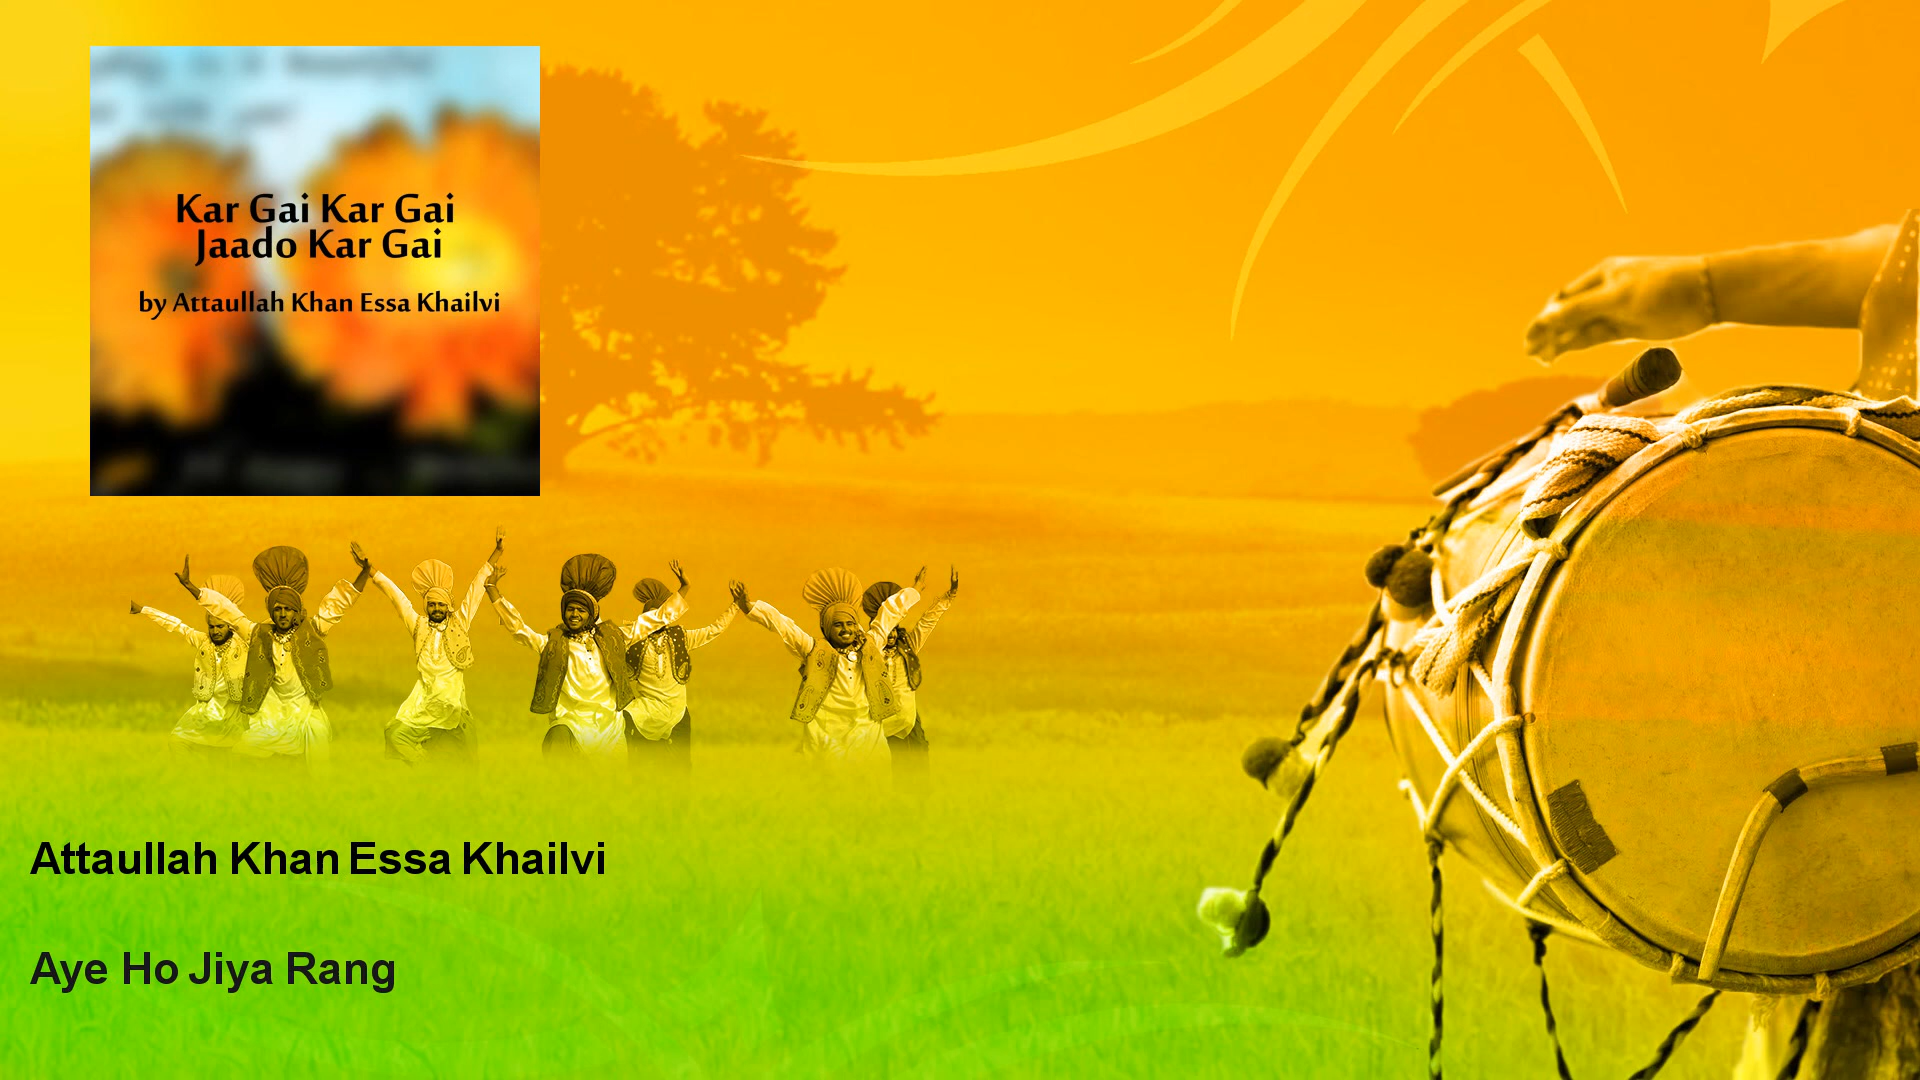 Kar Gai Kar Gai
Jaado Kar Gai
by Attaullah Khan Essa Khailvi
Attaullah Khan Essa Khailvi
Aye Ho Jiya Rang